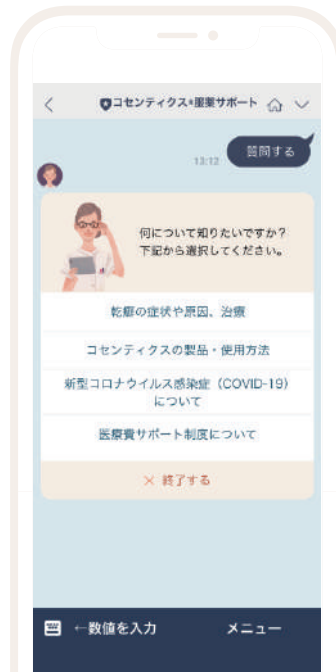 コセンティクス®服薬サポート
13:12
質問する
何について知りたいですか？
下記から選択してください。
乾癬の症状や原因、治療
コセンティクスの製品・使用方法
新型コロナウイルス感染症（COVID-19）
について
医療費サポート制度について
× 終了する
←数値を入力
メニュー